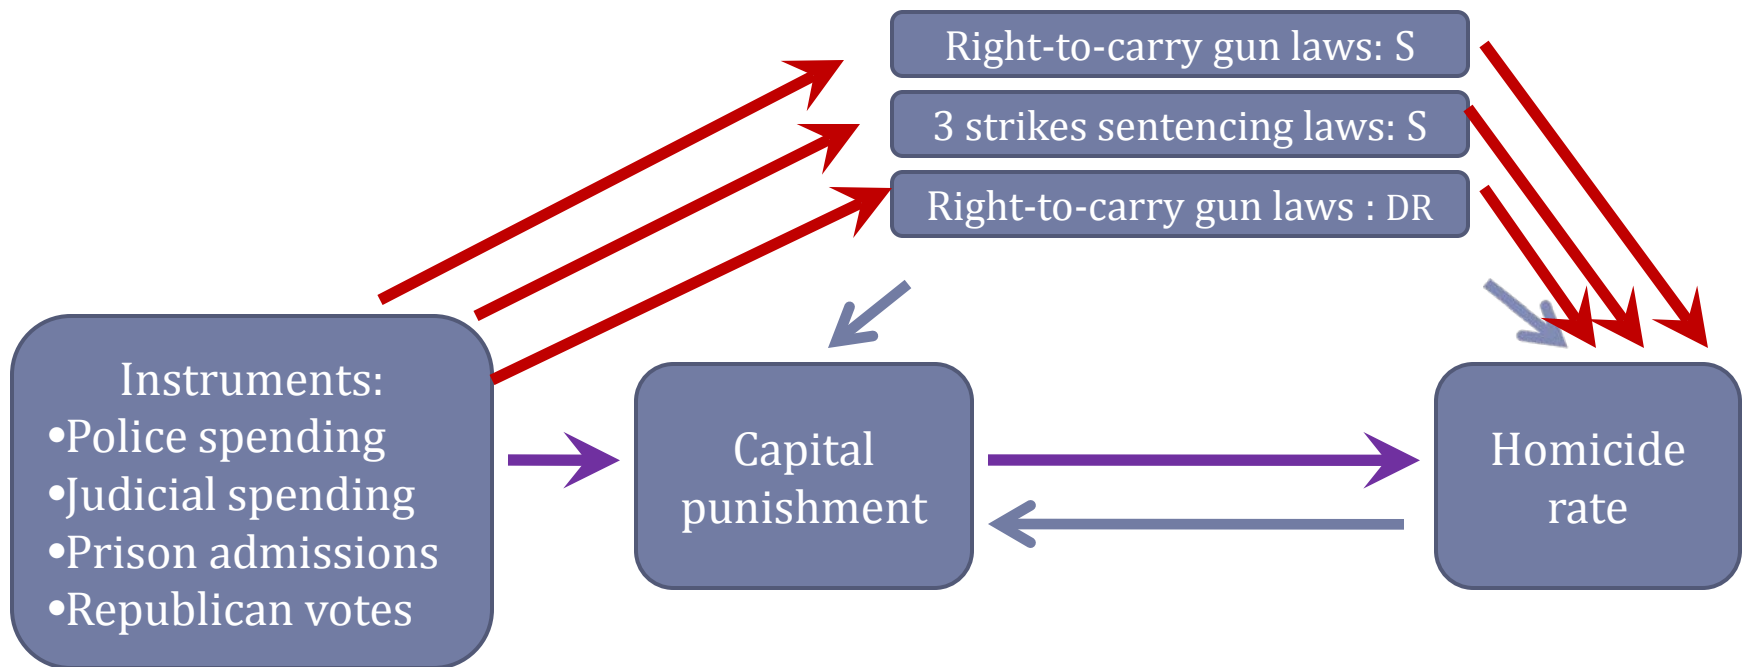 Right-to-carry gun laws: S
3 strikes sentencing laws: S
Right-to-carry gun laws : DR
Instruments:
•Police spending
•Judicial spending
•Prison admissions
•Republican votes
Capital
punishment
Homicide
rate